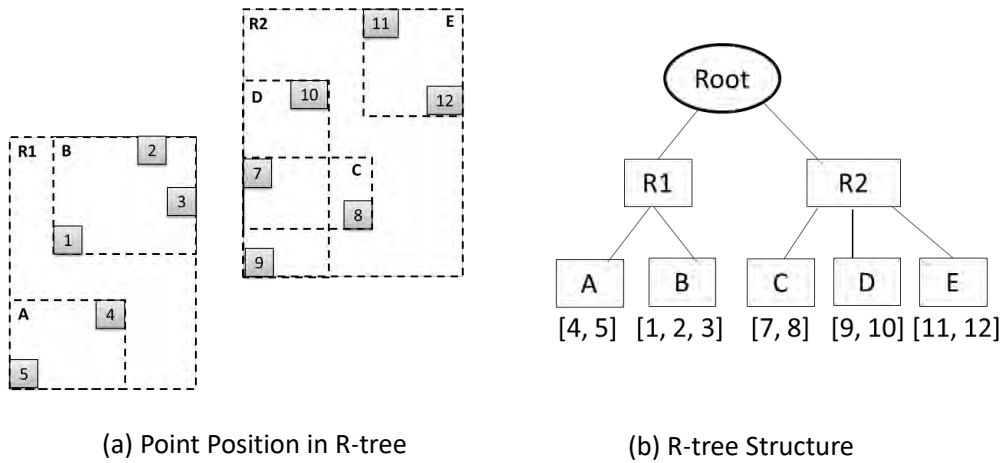 R2 11 E
D 10 12
R1 B 2
7 C
3
8
1
9
A 4
5
(a) Point Position in R-tree
Root
R1 R2
A B C D E
[4, 5] [1, 2, 3] [7, 8] [9, 10] [11, 12]
(b) R-tree Structure